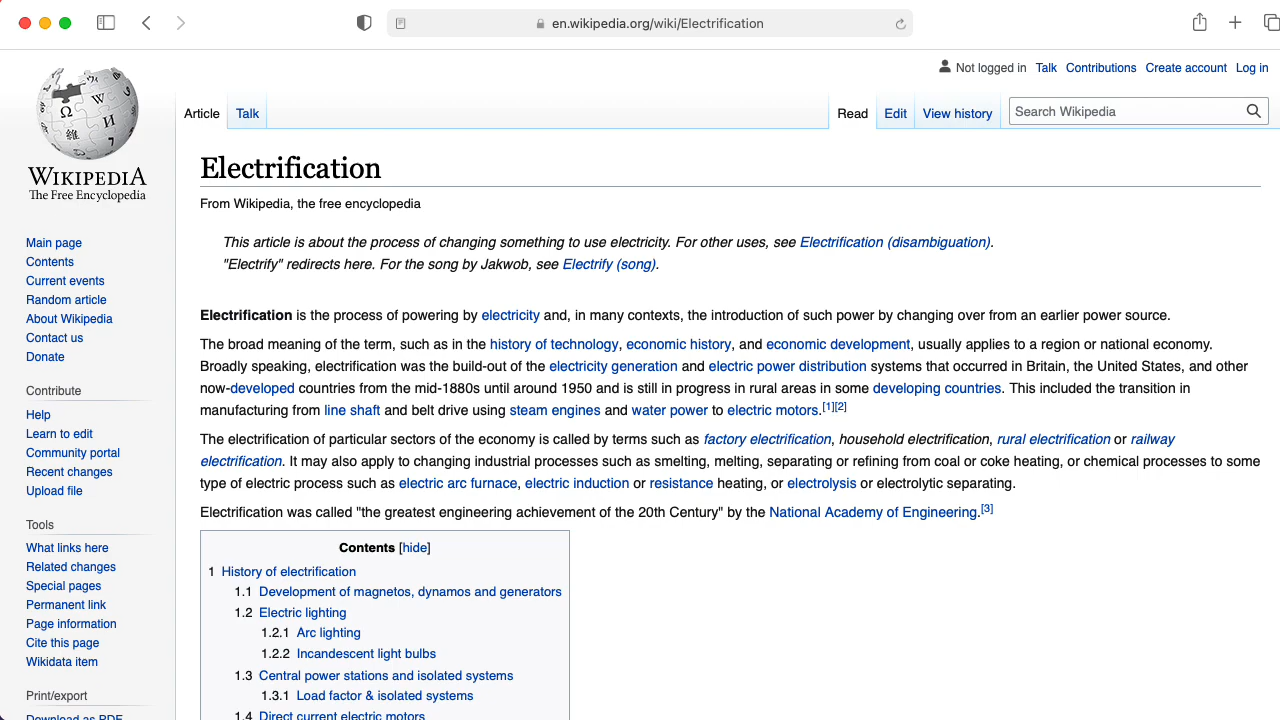 en.wikipedia.org/wiki/Electrification
Not logged in Talk Contributions Create account Log in
Article Talk Read Edit View history Search Wikipedia
WIKIPEDIA
The Free Encyclopedia
Main page
Contents
Current events
Random article
About Wikipedia
Contact us
Donate
Contribute
Help
Learn to edit
Community portal
Recent changes
Upload file
Tools
What links here
Related changes
Special pages
Permanent link
Page information
Cite this page
Wikidata item
Print/export
Download as PDF
Electrification
From Wikipedia, the free encyclopedia
This article is about the process of changing something to use electricity. For other uses, see Electrification (disambiguation).
"Electrify" redirects here. For the song by Jakwob, see Electrify (song).
Electrification is the process of powering by electricity and, in many contexts, the introduction of such power by changing over from an earlier power source.
The broad meaning of the term, such as in the history of technology, economic history, and economic development, usually applies to a region or national economy.
Broadly speaking, electrification was the build-out of the electricity generation and electric power distribution systems that occurred in Britain, the United States, and other
now-developed countries from the mid-1880s until around 1950 and is still in progress in rural areas in some developing countries. This included the transition in
manufacturing from line shaft and belt drive using steam engines and water power to electric motors.[1][2]
The electrification of particular sectors of the economy is called by terms such as factory electrification, household electrification, rural electrification or railway
electrification. It may also apply to changing industrial processes such as smelting, melting, separating or refining from coal or coke heating, or chemical processes to some
type of electric process such as electric arc furnace, electric induction or resistance heating, or electrolysis or electrolytic separating.
Electrification was called "the greatest engineering achievement of the 20th Century" by the National Academy of Engineering.[3]
Contents [hide]
1 History of electrification
1.1 Development of magnetos, dynamos and generators
1.2 Electric lighting
1.2.1 Arc lighting
1.2.2 Incandescent light bulbs
1.3 Central power stations and isolated systems
1.3.1 Load factor & isolated systems
1.4 Direct current electric motors